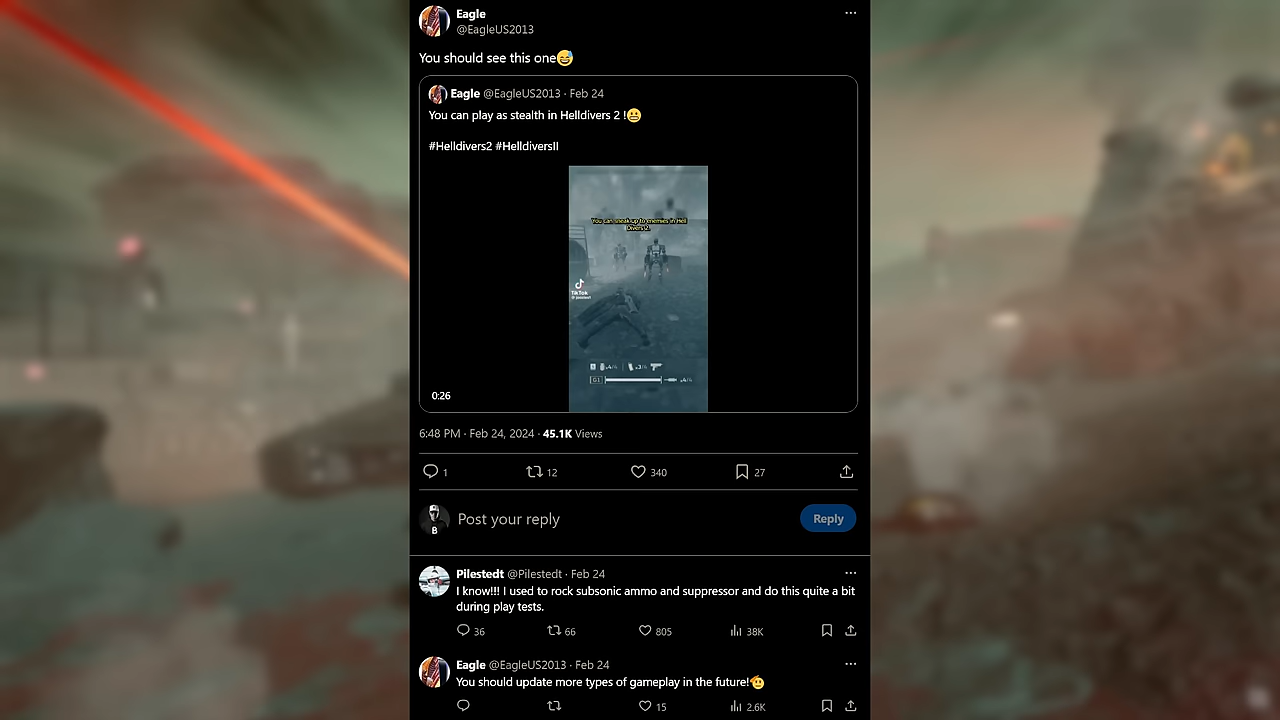 Eagle
@EagleUS2013
You should see this one😅
Eagle @EagleUS2013 · Feb 24
You can play as stealth in Helldivers 2 !😬
#Helldivers2 #HelldiversII
You can sneak up to enemies in Hell
Divers 2.
TikTok
0:26
6:48 PM · Feb 24, 2024 · 45.1K Views
1 12 340 27
B
Post your reply
Reply
Pilestedt @Pilestedt · Feb 24
I know!!! I used to rock subsonic ammo and suppressor and do this quite a bit
during play tests.
36 66 805 38K
Eagle @EagleUS2013 · Feb 24
You should update more types of gameplay in the future!🫡
15 2.6K